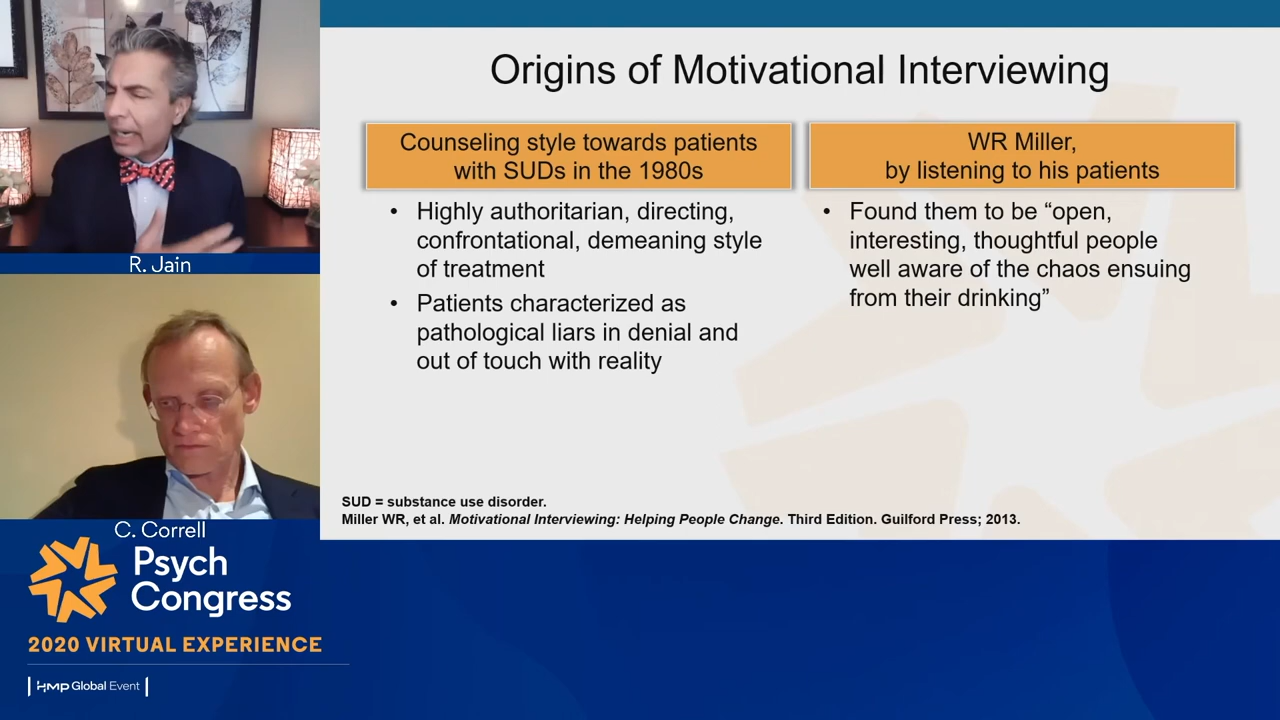 Origins of Motivational Interviewing
Counseling style towards patients
with SUDs in the 1980s
• Highly authoritarian, directing,
confrontational, demeaning style
of treatment
• Patients characterized as
pathological liars in denial and
out of touch with reality
WR Miller,
by listening to his patients
• Found them to be “open,
interesting, thoughtful people
well aware of the chaos ensuing
from their drinking”
SUD = substance use disorder.
Miller WR, et al. Motivational Interviewing: Helping People Change. Third Edition. Guilford Press; 2013.
R. Jain
C. Correll
Psych
Congress
2020 VIRTUAL EXPERIENCE
HMP Global Event